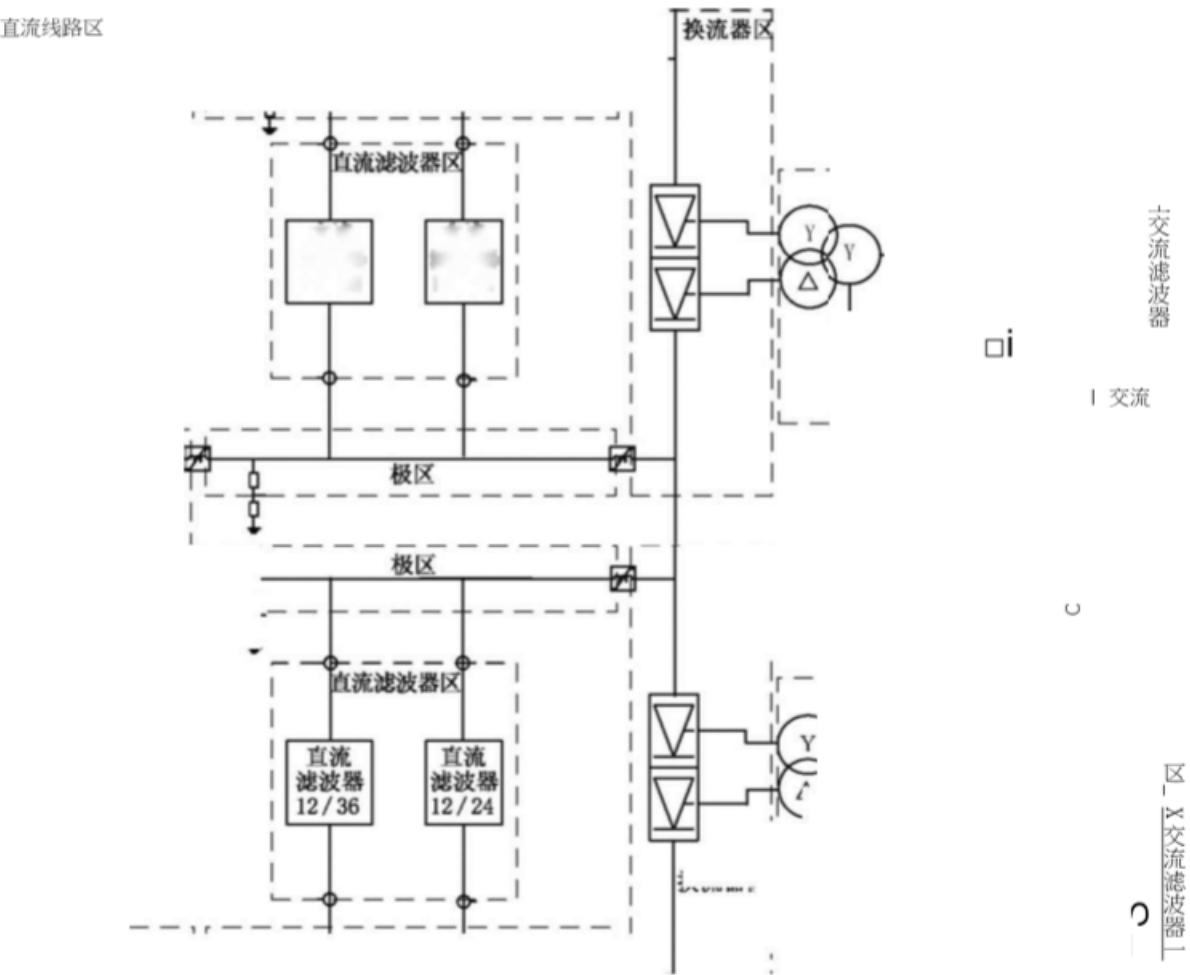 直流线路区
换流器区
直流滤波器区
Y
Y
△
交流滤波器
□i
交流
极区
极区
C
直流滤波器区
直流
滤波器
12/36
直流
滤波器
12/24
Y
区
X交流滤波器